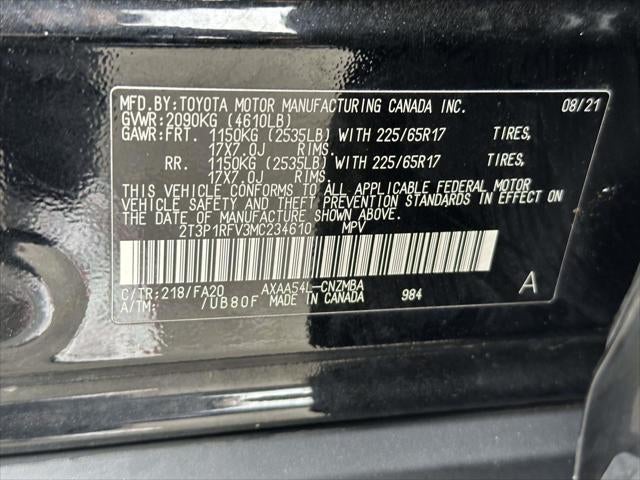 MFD.BY:TOYOTA MOTOR MANUFACTURING CANADA INC. 08/21
GVWR:2090KG (4610LB)
GAWR:FRT. 1150KG (2535LB) WITH 225/65R17 TIRES,
17X7.0J RIMS.
RR. 1150KG (2535LB) WITH 225/65R17 TIRES,
17X7.0J RIMS.
THIS VEHICLE CONFORMS TO ALL APPLICABLE FEDERAL MOTOR
VEHICLE SAFETY AND THEFT PREVENTION STANDARDS IN EFFECT ON
THE DATE OF MANUFACTURE SHOWN ABOVE.
2T3P1RFV3MC234610 MPV
C/TR:218/FA20 AXAA54L-CNZMBA A
A/TM: /UB80F MADE IN CANADA 984